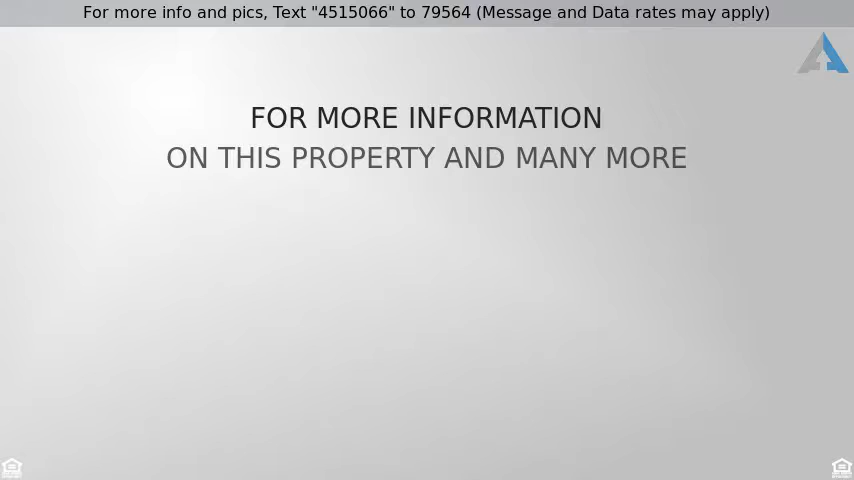 For more info and pics, Text "4515066" to 79564 (Message and Data rates may apply)
FOR MORE INFORMATION
ON THIS PROPERTY AND MANY MORE